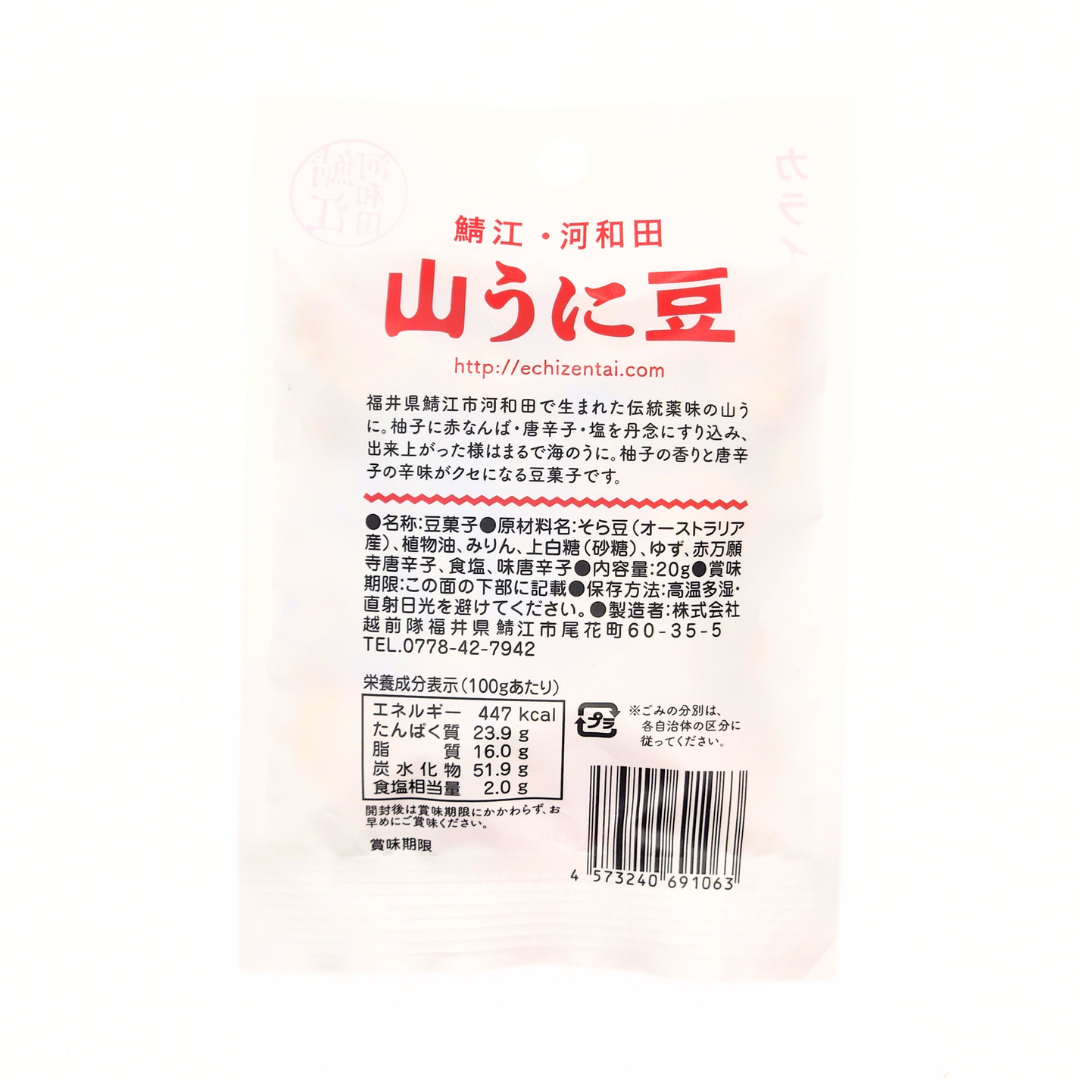 鯖江・河和田
カライ
鯖江・河和田
山うに豆
http://echizentai.com
福井県鯖江市河和田で生まれた伝統薬味の山う
に。柚子に赤なんば・唐辛子・塩を丹念にすり込み、
出来上がった様はまるで海のうに。柚子の香りと唐辛
子の辛味がクセになる豆菓子です。
●名称:豆菓子●原材料名:そら豆(オーストラリア
産)、植物油、みりん、上白糖(砂糖)、ゆず、赤万願
寺唐辛子、食塩、味唐辛子●内容量:20g●賞味
期限:この面の下部に記載●保存方法:高温多湿・
直射日光を避けてください。●製造者:株式会社
越前隊福井県鯖江市尾花町60-35-5
TEL.0778-42-7942
栄養成分表示(100gあたり)
エネルギー 447 kcal
たんぱく質 23.9 g
脂質 16.0 g
炭水化物 51.9 g
食塩相当量 2.0 g
開封後は賞味期限にかかわらず、お
早めにご賞味ください。
賞味期限
プラ
※ごみの分別は、
各自治体の区分に
従ってください。
4 573240 691063